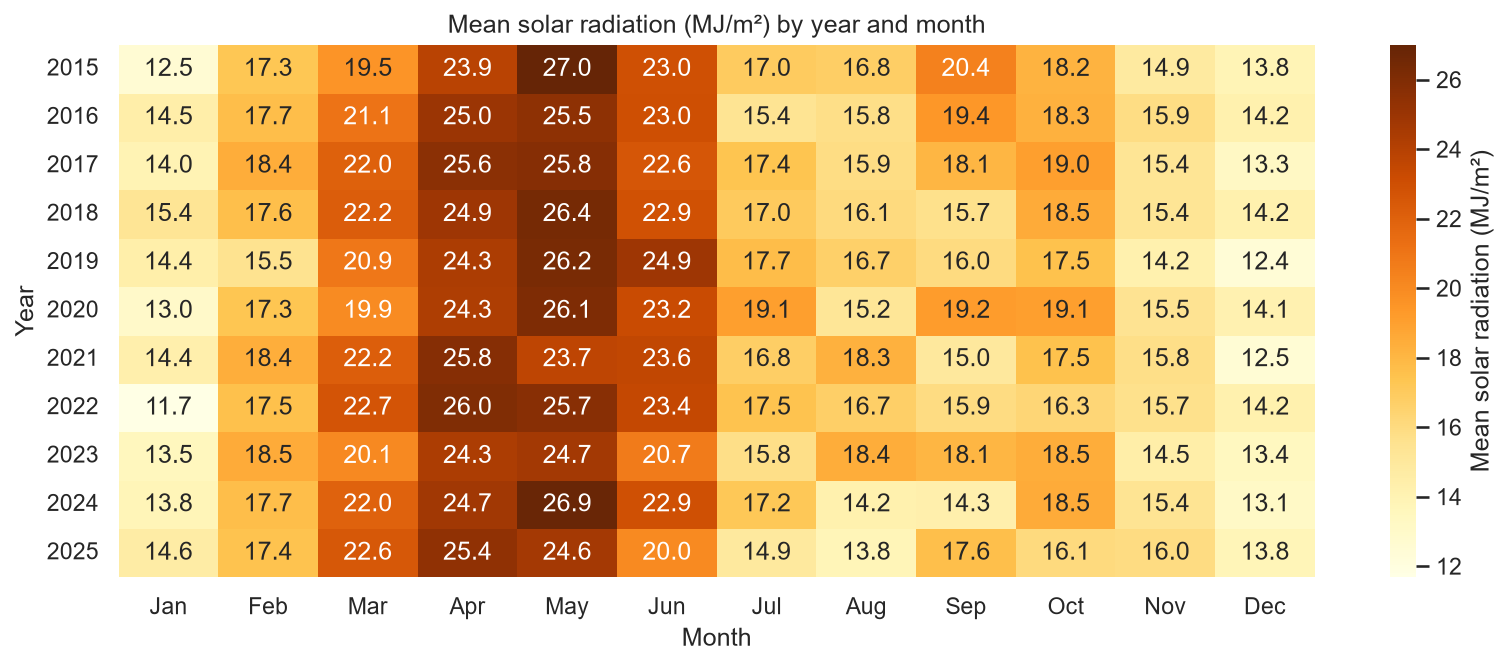 Mean solar radiation (MJ/m²) by year and month
2015 12.5 17.3 19.5 23.9 27.0 23.0 17.0 16.8 20.4 18.2 14.9 13.8
2016 14.5 17.7 21.1 25.0 25.5 23.0 15.4 15.8 19.4 18.3 15.9 14.2
2017 14.0 18.4 22.0 25.6 25.8 22.6 17.4 15.9 18.1 19.0 15.4 13.3
2018 15.4 17.6 22.2 24.9 26.4 22.9 17.0 16.1 15.7 18.5 15.4 14.2
2019 14.4 15.5 20.9 24.3 26.2 24.9 17.7 16.7 16.0 17.5 14.2 12.4
2020 13.0 17.3 19.9 24.3 26.1 23.2 19.1 15.2 19.2 19.1 15.5 14.1
2021 14.4 18.4 22.2 25.8 23.7 23.6 16.8 18.3 15.0 17.5 15.8 12.5
2022 11.7 17.5 22.7 26.0 25.7 23.4 17.5 16.7 15.9 16.3 15.7 14.2
2023 13.5 18.5 20.1 24.3 24.7 20.7 15.8 18.4 18.1 18.5 14.5 13.4
2024 13.8 17.7 22.0 24.7 26.9 22.9 17.2 14.2 14.3 18.5 15.4 13.1
2025 14.6 17.4 22.6 25.4 24.6 20.0 14.9 13.8 17.6 16.1 16.0 13.8
Jan Feb Mar Apr May Jun Jul Aug Sep Oct Nov Dec
Month
Year
26
24
22
20
18
16
14
12
Mean solar radiation (MJ/m²)